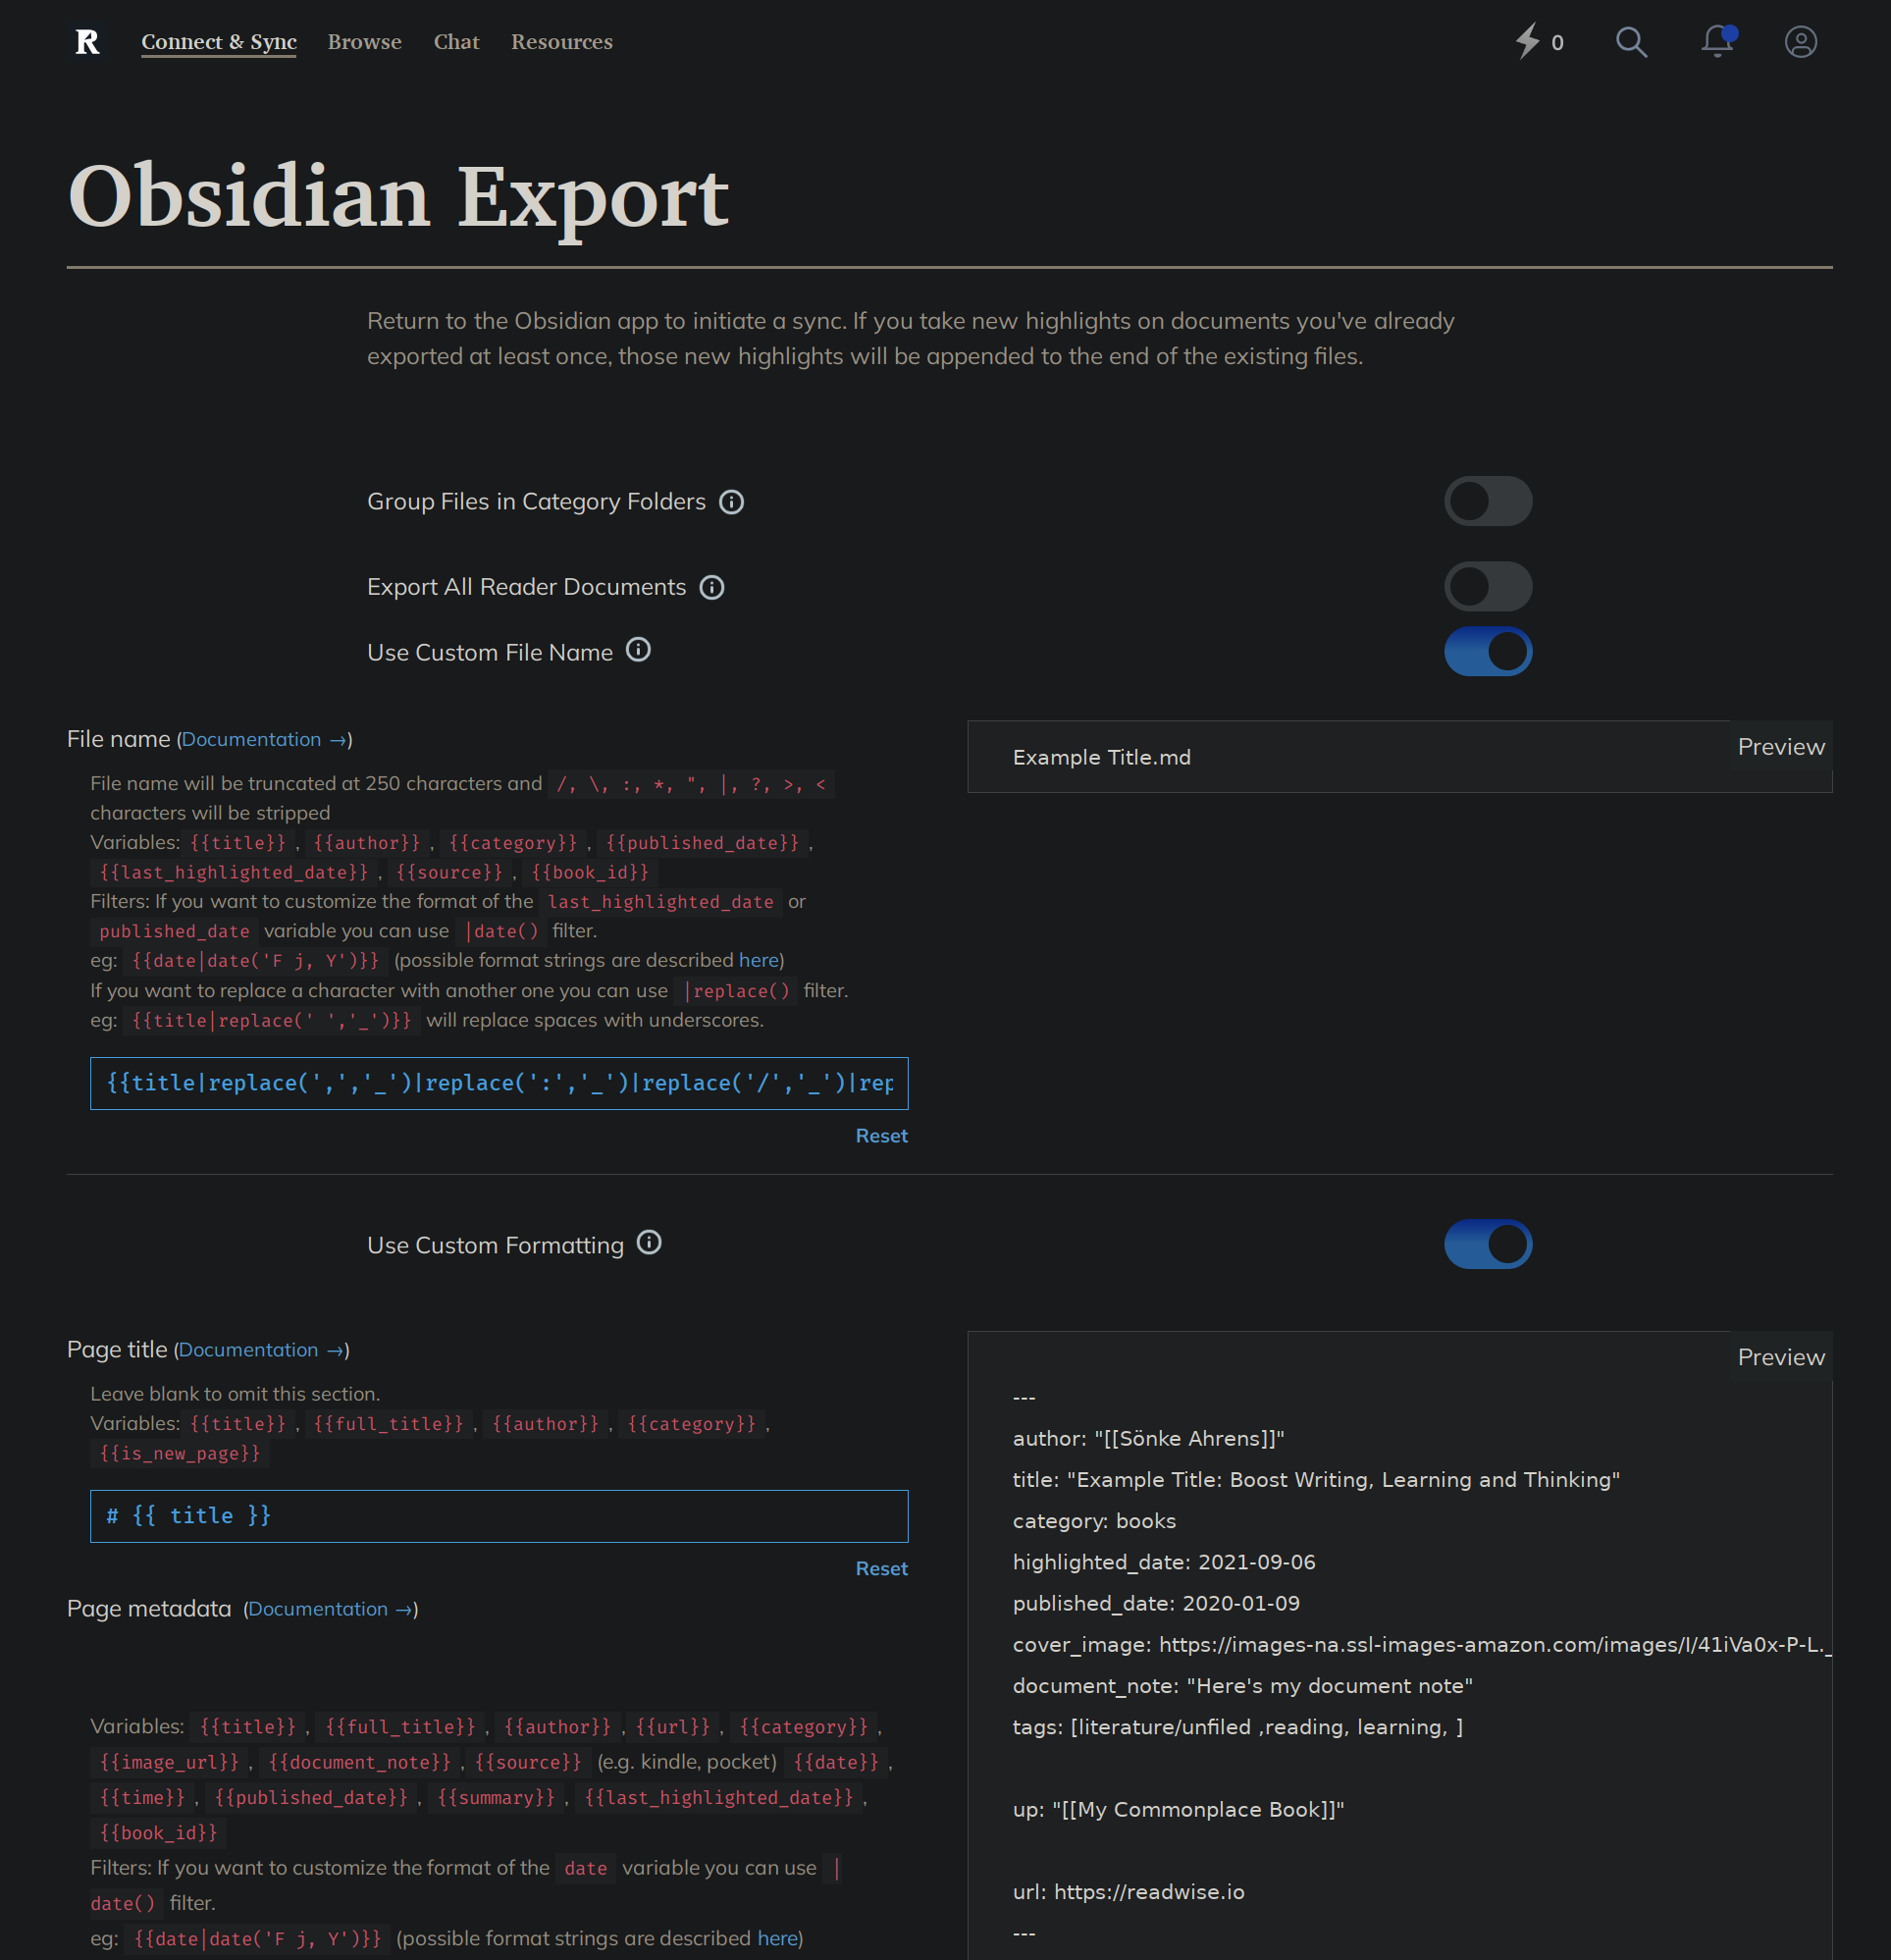 R Connect & Sync Browse Chat Resources 0
Obsidian Export
Return to the Obsidian app to initiate a sync. If you take new highlights on documents you've already
exported at least once, those new highlights will be appended to the end of the existing files.
Group Files in Category Folders
Export All Reader Documents
Use Custom File Name
File name (Documentation →)
File name will be truncated at 250 characters and /, \, :, *, ", |, ?, >, <
characters will be stripped
Variables: {{title}} , {{author}} , {{category}} , {{published_date}} ,
{{last_highlighted_date}} , {{source}} , {{book_id}}
Filters: If you want to customize the format of the last_highlighted_date or
published_date variable you can use |date() filter.
eg: {{date|date('F j, Y')}} (possible format strings are described here)
If you want to replace a character with another one you can use |replace() filter.
eg: {{title|replace(' ','_')}} will replace spaces with underscores.
{{title|replace(',','_')|replace(':','_')|replace('/','_')|rep
Reset
Preview
Example Title.md
Use Custom Formatting
Page title (Documentation →)
Leave blank to omit this section.
Variables: {{title}} , {{full_title}} , {{author}} , {{category}} ,
{{is_new_page}}
# {{ title }}
Reset
Page metadata (Documentation →)
Variables: {{title}} , {{full_title}} , {{author}} , {{url}} , {{category}} ,
{{image_url}} , {{document_note}} , {{source}} (e.g. kindle, pocket) {{date}} ,
{{time}} , {{published_date}} , {{summary}} , {{last_highlighted_date}} ,
{{book_id}}
Filters: If you want to customize the format of the date variable you can use |
date() filter.
eg: {{date|date('F j, Y')}} (possible format strings are described here)
Preview
---
author: "[[Sönke Ahrens]]"
title: "Example Title: Boost Writing, Learning and Thinking"
category: books
highlighted_date: 2021-09-06
published_date: 2020-01-09
cover_image: https://images-na.ssl-images-amazon.com/images/I/41iVa0x-P-L._
document_note: "Here's my document note"
tags: [literature/unfiled ,reading, learning, ]
up: "[[My Commonplace Book]]"
url: https://readwise.io
---